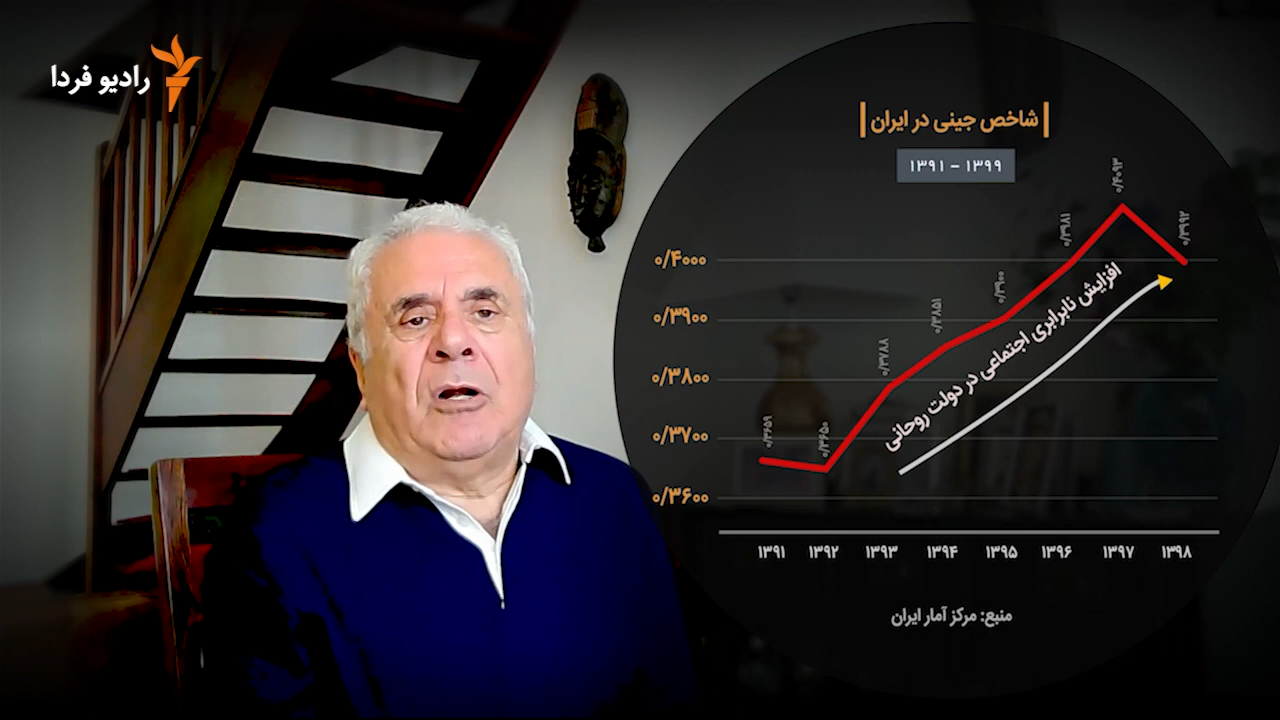 رادیو فردا
شاخص جینی در ایران
۱۳۹۱ – ۱۳۹۹
۰/۴۰۰۰
۰/۳۹۰۰
۰/۳۸۰۰
۰/۳۷۰۰
۰/۳۶۰۰
۰/۳۶۵۹
۰/۳۶۵۰
۰/۳۷۸۸
۰/۳۸۵۱
۰/۳۹۰۰
۰/۳۹۸۱
۰/۴۰۹۳
۰/۳۹۹۲
افزایش نابرابری اجتماعی در دولت روحانی
۱۳۹۱ ۱۳۹۲ ۱۳۹۳ ۱۳۹۴ ۱۳۹۵ ۱۳۹۶ ۱۳۹۷ ۱۳۹۸
منبع: مرکز آمار ایران